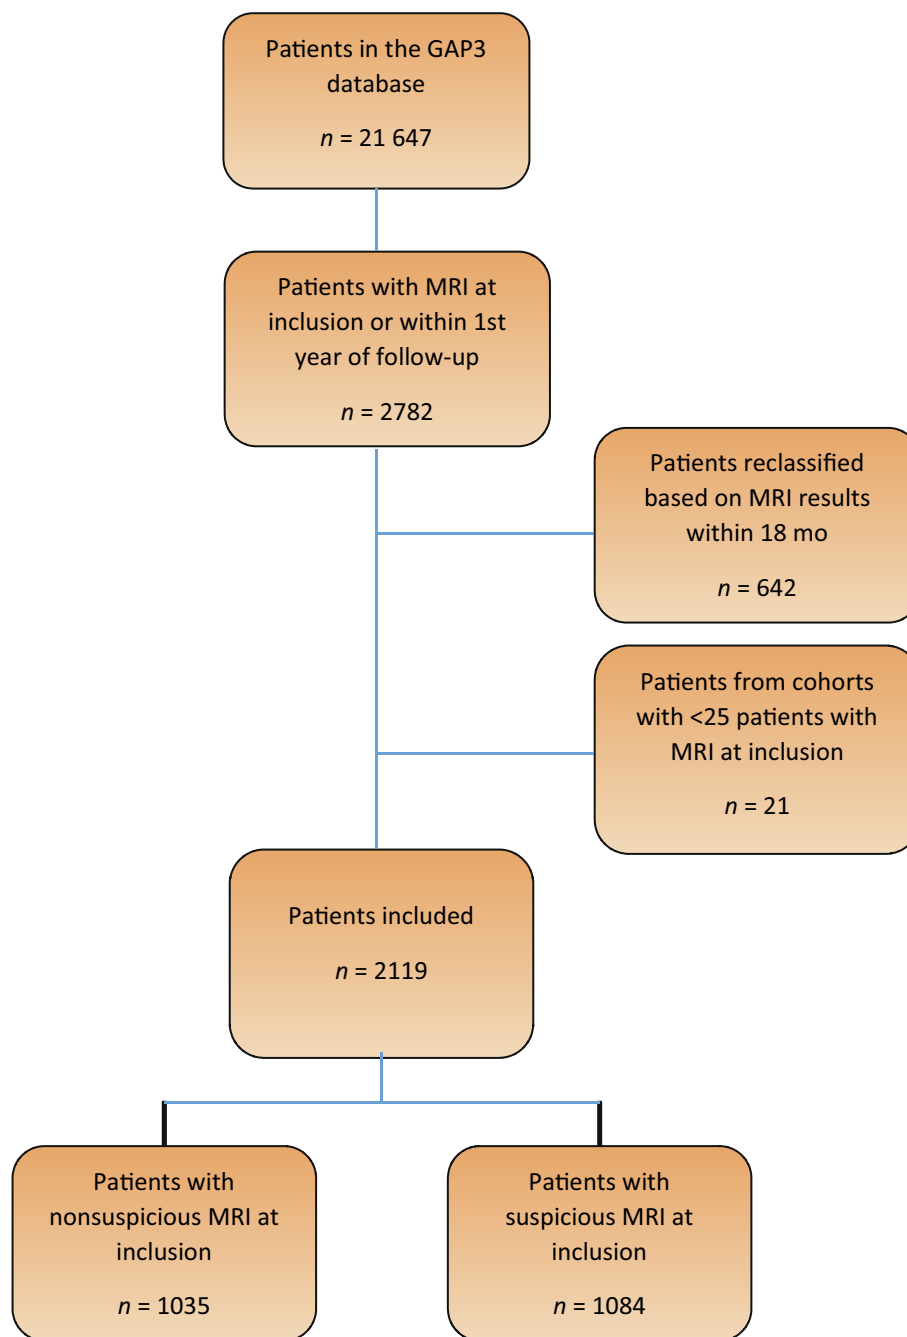 Patients in the GAP3
database
n = 21 647
Patients with MRI at
inclusion or within 1st
year of follow-up
n = 2782
Patients reclassified
based on MRI results
within 18 mo
n = 642
Patients from cohorts
with <25 patients with
MRI at inclusion
n = 21
Patients included
n = 2119
Patients with
nonsuspicious MRI at
inclusion
n = 1035
Patients with
suspicious MRI at
inclusion
n = 1084